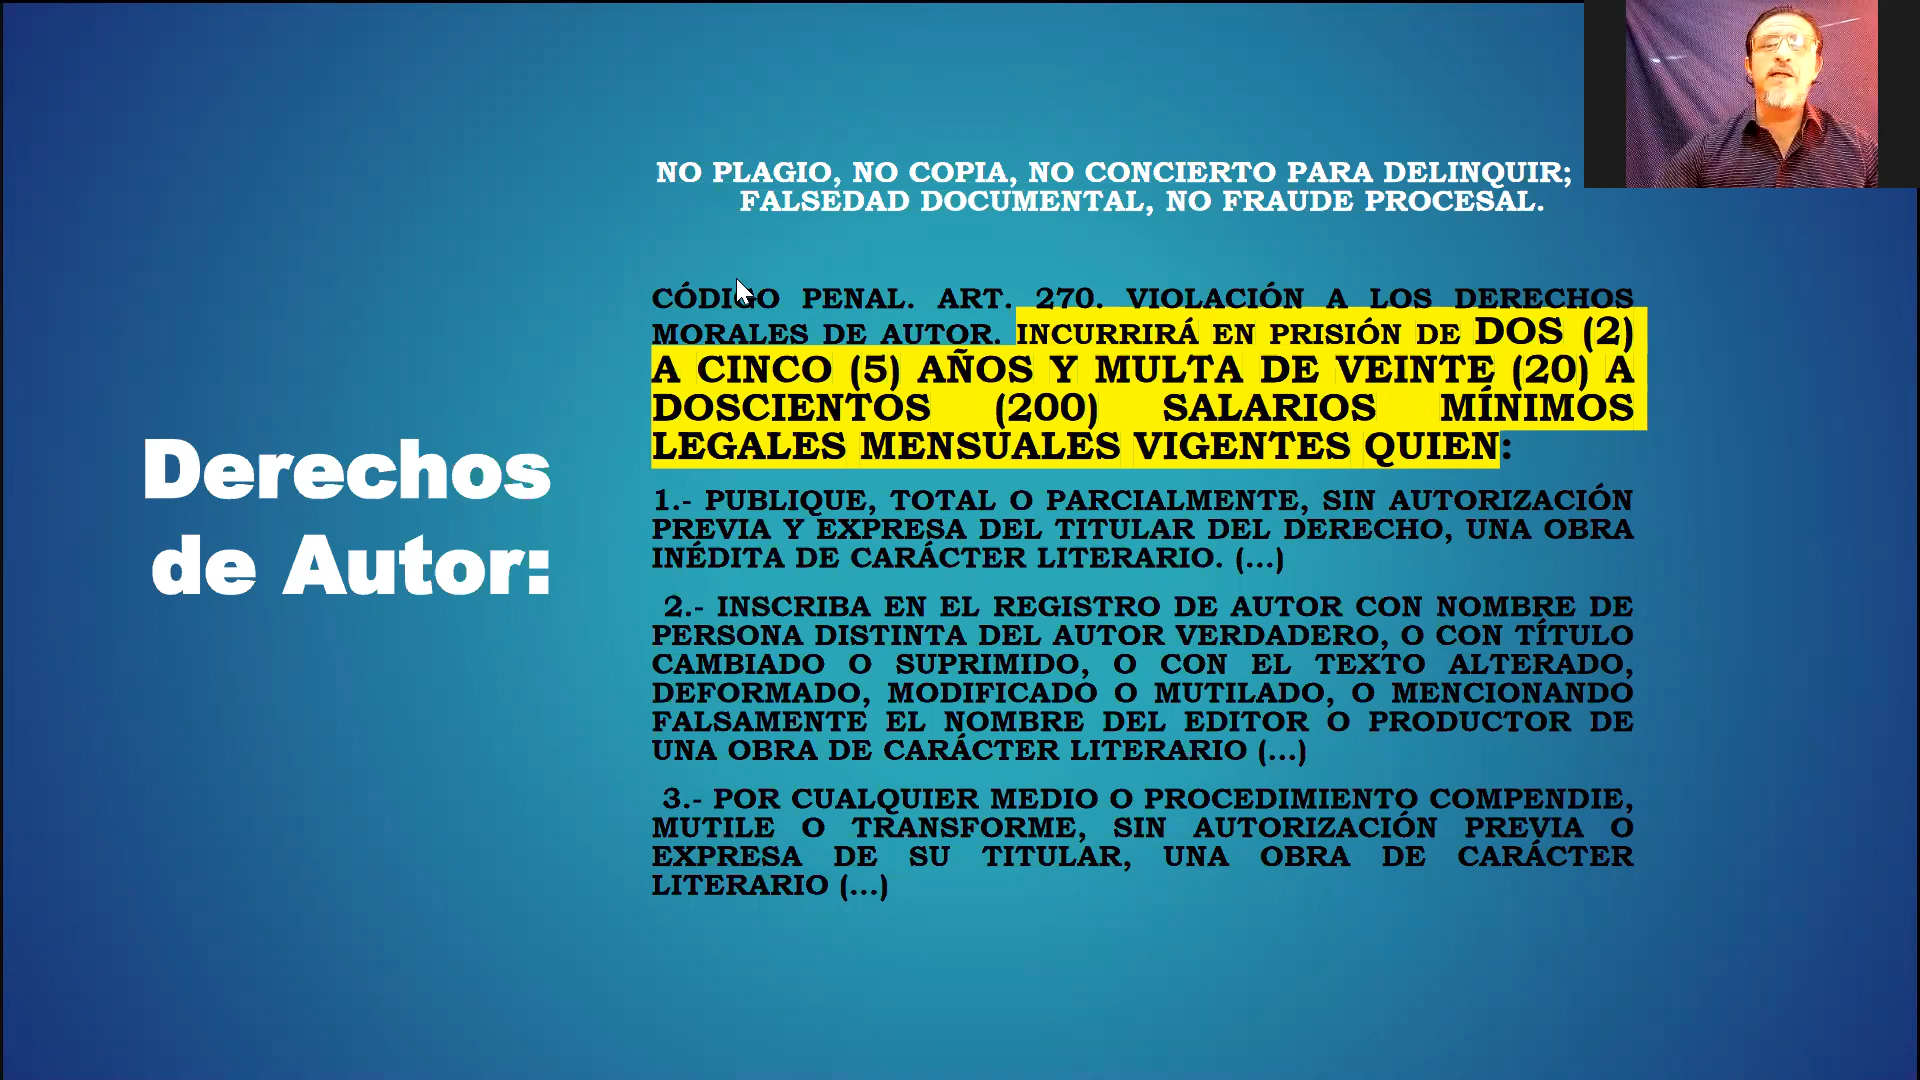 Derechos
de Autor:
NO PLAGIO, NO COPIA, NO CONCIERTO PARA DELINQUIR;
FALSEDAD DOCUMENTAL, NO FRAUDE PROCESAL.
CÓDIGO PENAL. ART. 270. VIOLACIÓN A LOS DERECHOS
MORALES DE AUTOR. INCURRIRÁ EN PRISIÓN DE DOS (2)
A CINCO (5) AÑOS Y MULTA DE VEINTE (20) A
DOSCIENTOS (200) SALARIOS MÍNIMOS
LEGALES MENSUALES VIGENTES QUIEN:
1.- PUBLIQUE, TOTAL O PARCIALMENTE, SIN AUTORIZACIÓN
PREVIA Y EXPRESA DEL TITULAR DEL DERECHO, UNA OBRA
INÉDITA DE CARÁCTER LITERARIO. (...)
2.- INSCRIBA EN EL REGISTRO DE AUTOR CON NOMBRE DE
PERSONA DISTINTA DEL AUTOR VERDADERO, O CON TÍTULO
CAMBIADO O SUPRIMIDO, O CON EL TEXTO ALTERADO,
DEFORMADO, MODIFICADO O MUTILADO, O MENCIONANDO
FALSAMENTE EL NOMBRE DEL EDITOR O PRODUCTOR DE
UNA OBRA DE CARÁCTER LITERARIO (...)
3.- POR CUALQUIER MEDIO O PROCEDIMIENTO COMPENDIE,
MUTILE O TRANSFORME, SIN AUTORIZACIÓN PREVIA O
EXPRESA DE SU TITULAR, UNA OBRA DE CARÁCTER
LITERARIO (...)